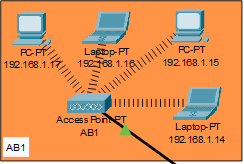 PC-PT
192.168.1.17
Laptop-PT
192.168.1.16
PC-PT
192.168.1.15
Access Point-PT
AB1
Laptop-PT
192.168.1.14
AB1